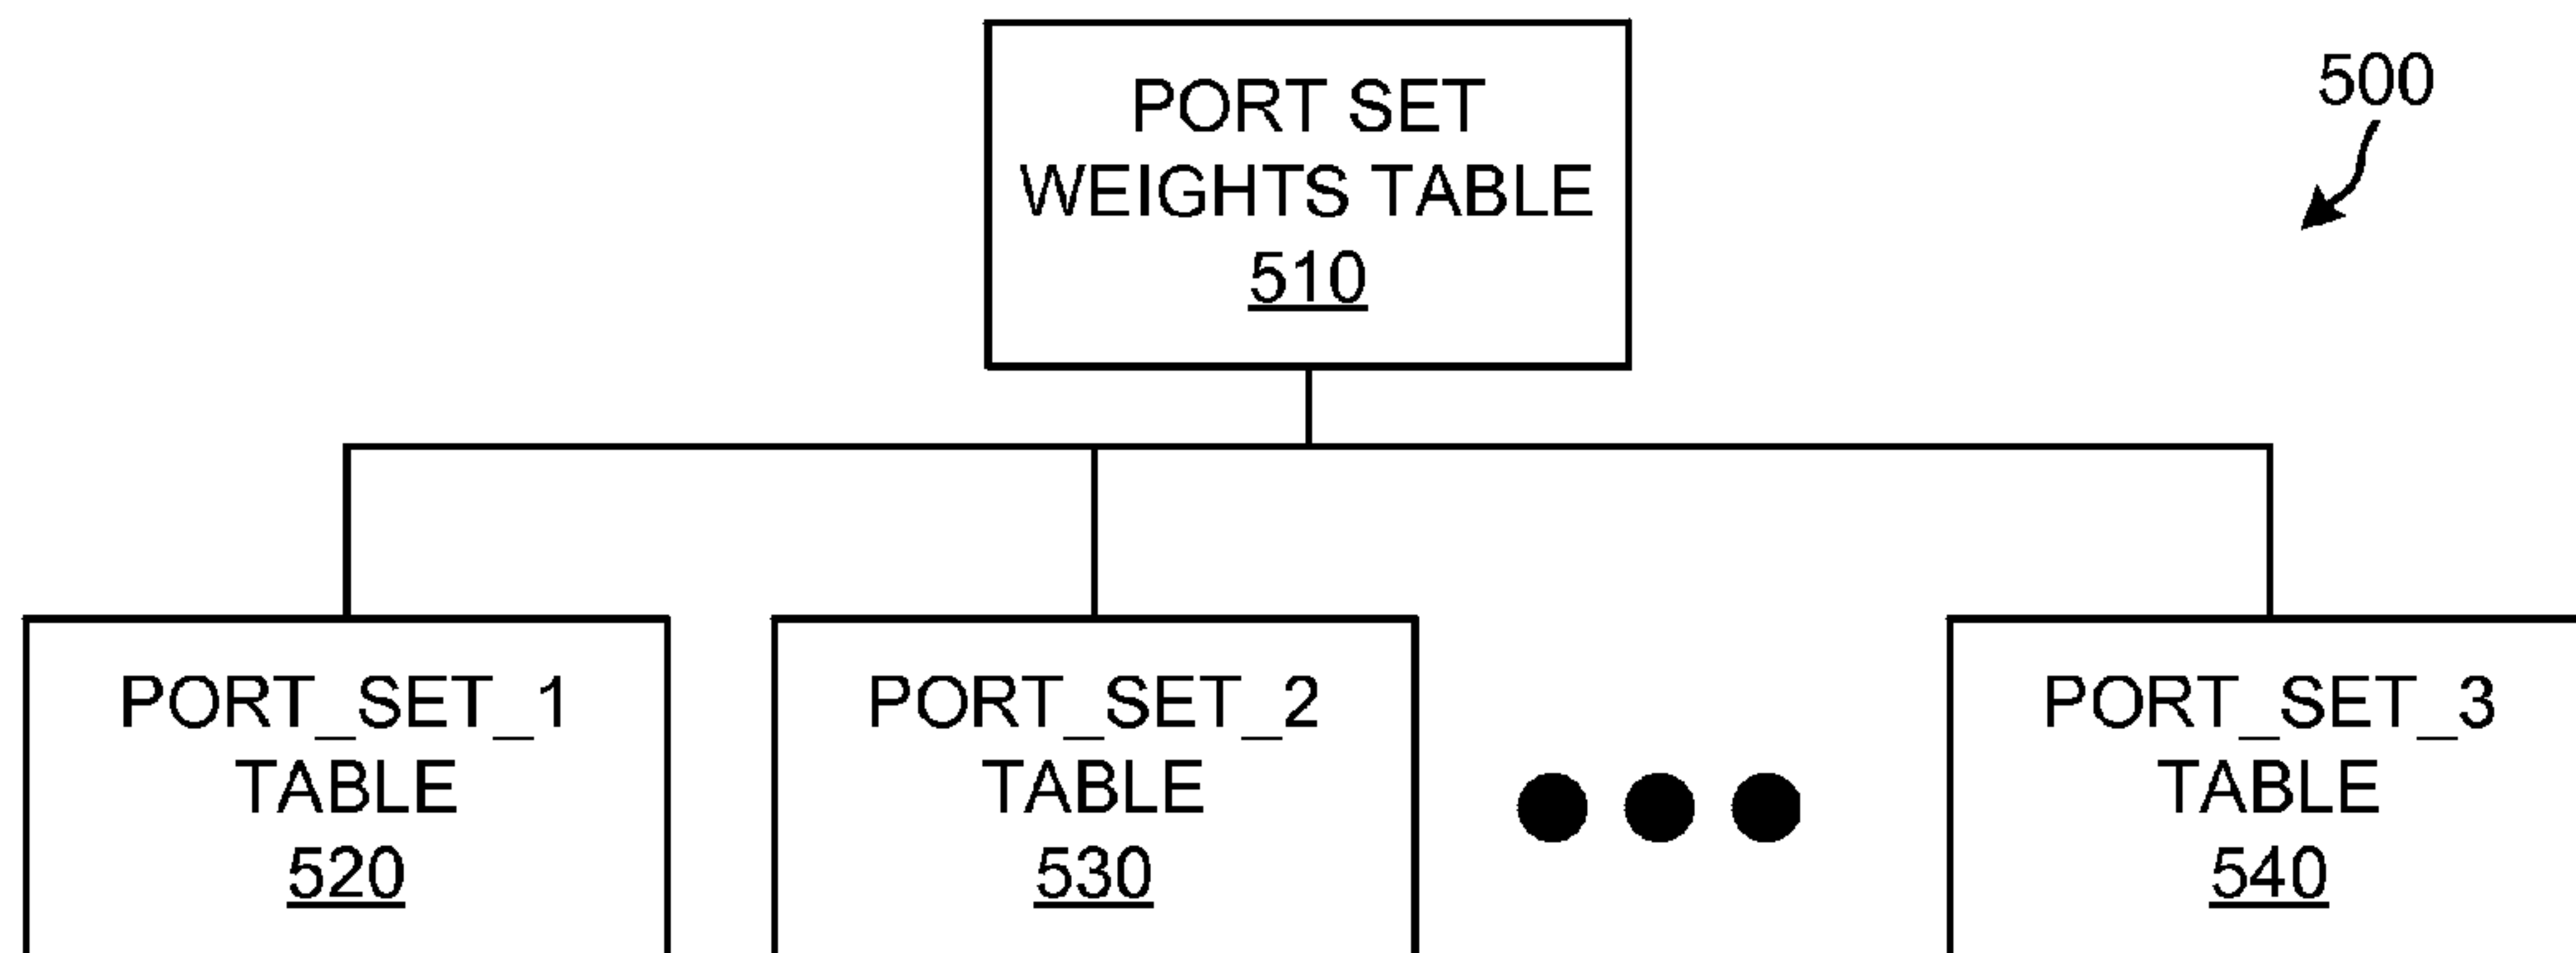 PORT SET
WEIGHTS TABLE
510
500
PORT_SET_1
TABLE
520
PORT_SET_2
TABLE
530
PORT_SET_3
TABLE
540